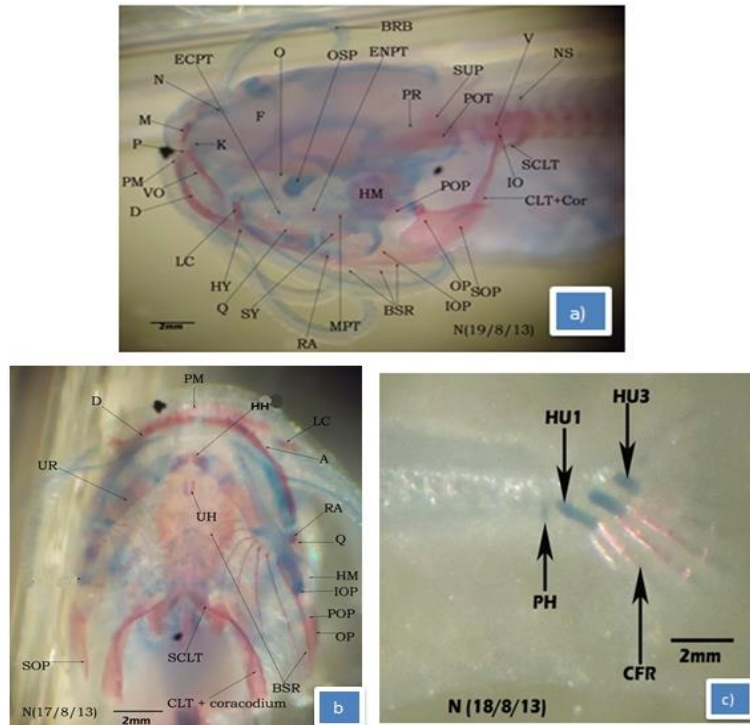 BRB
ECPT O OSP ENPT V
N SUP NS
PR POT
M F
P K
PM SCLT
VO HM POP IO
D CLT+Cor
LC
HY OP
Q SOP
SY MPT BSR IOP
RA
2mm N(19/8/13)
a)
PM
D HH
LC
UR A
UH RA
Q
HM
IOP
POP
OP
SOP SCLT
BSR
CLT + coracodium
N(17/8/13) 2mm
b
HU1 HU3
PH
CFR
2mm
N (18/8/13)
c)